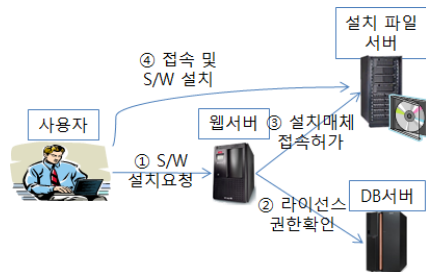 설치 파일
서버
④ 접속 및
S/W 설치
사용자
웹서버
③ 설치매체
접속허가
① S/W
설치요청
DB서버
② 라이선스
권한확인